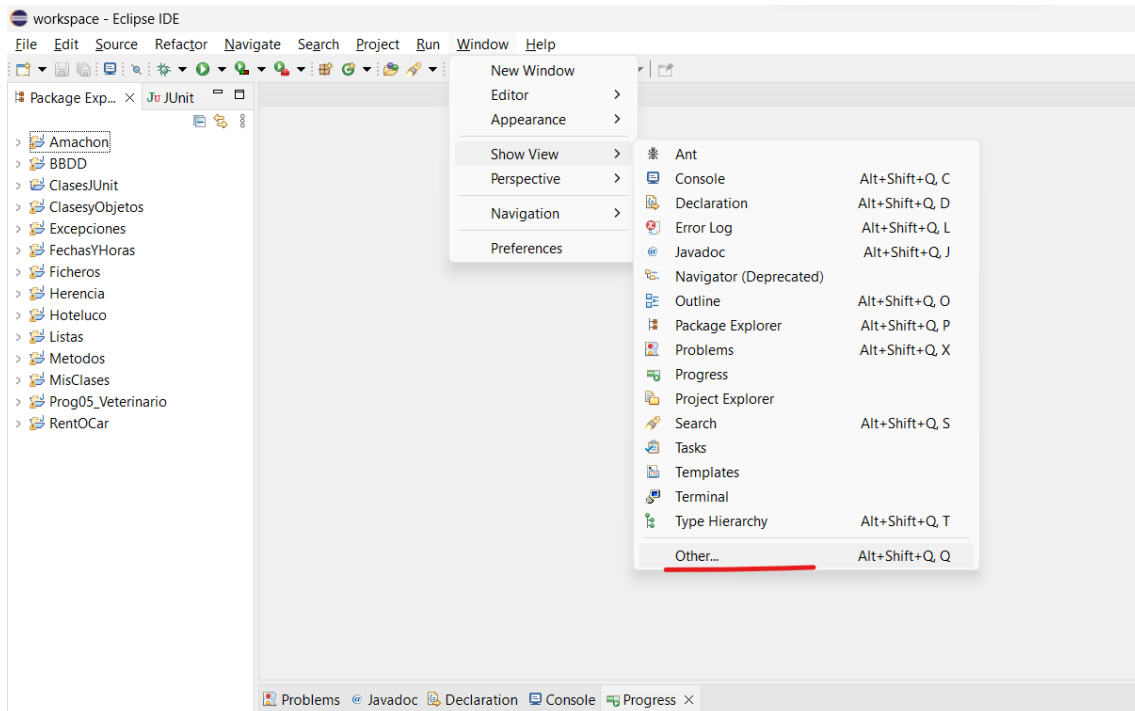 workspace - Eclipse IDE
File Edit Source Refactor Navigate Search Project Run Window Help
Package Exp... JUnit
Amachon
BBDD
ClasesJUnit
ClasesyObjetos
Excepciones
FechasYHoras
Ficheros
Herencia
Hoteluco
Listas
Metodos
MisClases
Prog05_Veterinario
RentOCar
New Window
Editor
Appearance
Show View
Perspective
Navigation
Preferences
Ant
Console Alt+Shift+Q, C
Declaration Alt+Shift+Q, D
Error Log Alt+Shift+Q, L
Javadoc Alt+Shift+Q, J
Navigator (Deprecated)
Outline Alt+Shift+Q, O
Package Explorer Alt+Shift+Q, P
Problems Alt+Shift+Q, X
Progress
Project Explorer
Search Alt+Shift+Q, S
Tasks
Templates
Terminal
Type Hierarchy Alt+Shift+Q, T
Other... Alt+Shift+Q, Q
Problems Javadoc Declaration Console Progress